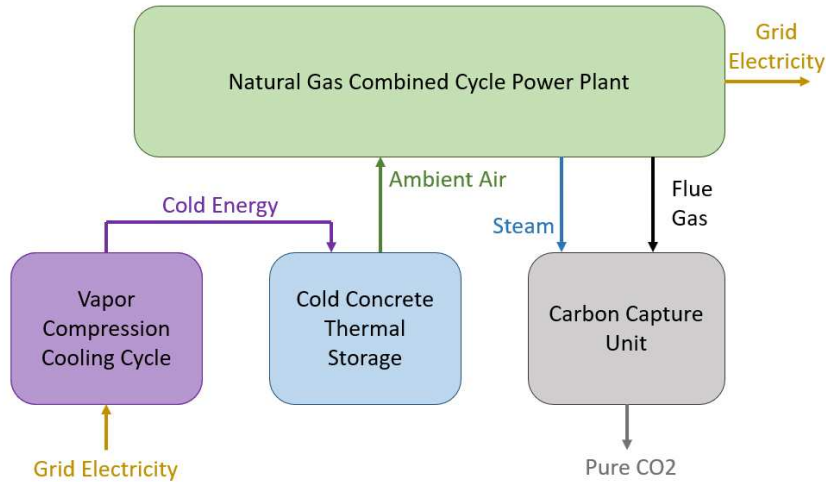 Grid
Electricity
Natural Gas Combined Cycle Power Plant
Ambient Air
Cold Energy
Steam
Flue
Gas
Vapor
Compression
Cooling Cycle
Cold Concrete
Thermal
Storage
Carbon Capture
Unit
Grid Electricity
Pure CO2